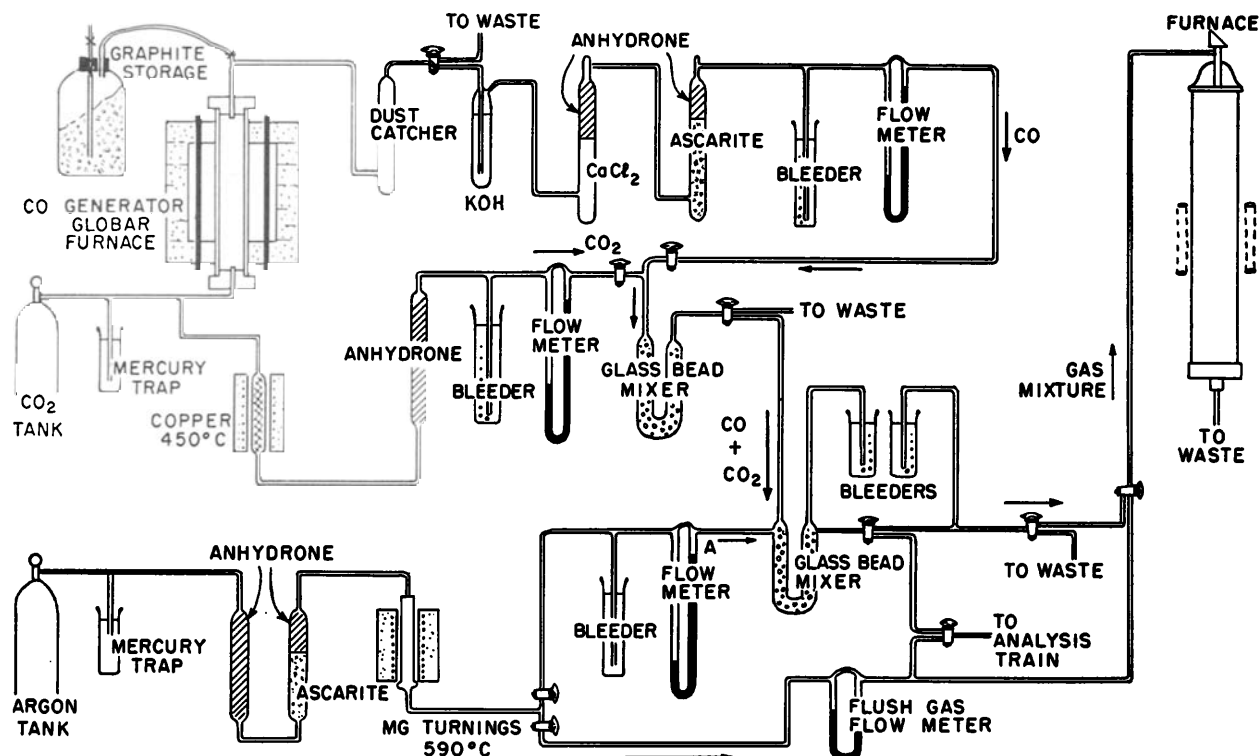 TO WASTE
FURNACE
GRAPHITE
STORAGE
ANHYDRONE
DUST
CATCHER
FLOW
METER
ASCARITE
CO
CaCl2
BLEEDER
KOH
CO GENERATOR
GLOBAR
FURNACE
CO2
TO WASTE
FLOW
METER
ANHYDRONE
GLASS BEAD
MIXER
MERCURY
TRAP
BLEEDER
GAS
MIXTURE
CO2
TANK
COPPER
450°C
CO
+
CO2
TO
WASTE
BLEEDERS
ANHYDRONE
A
FLOW
METER
GLASS BEAD
MIXER
TO WASTE
MERCURY
TRAP
BLEEDER
TO
ANALYSIS
TRAIN
ARGON
TANK
ASCARITE
MG TURNINGS
590°C
FLUSH GAS
FLOW METER